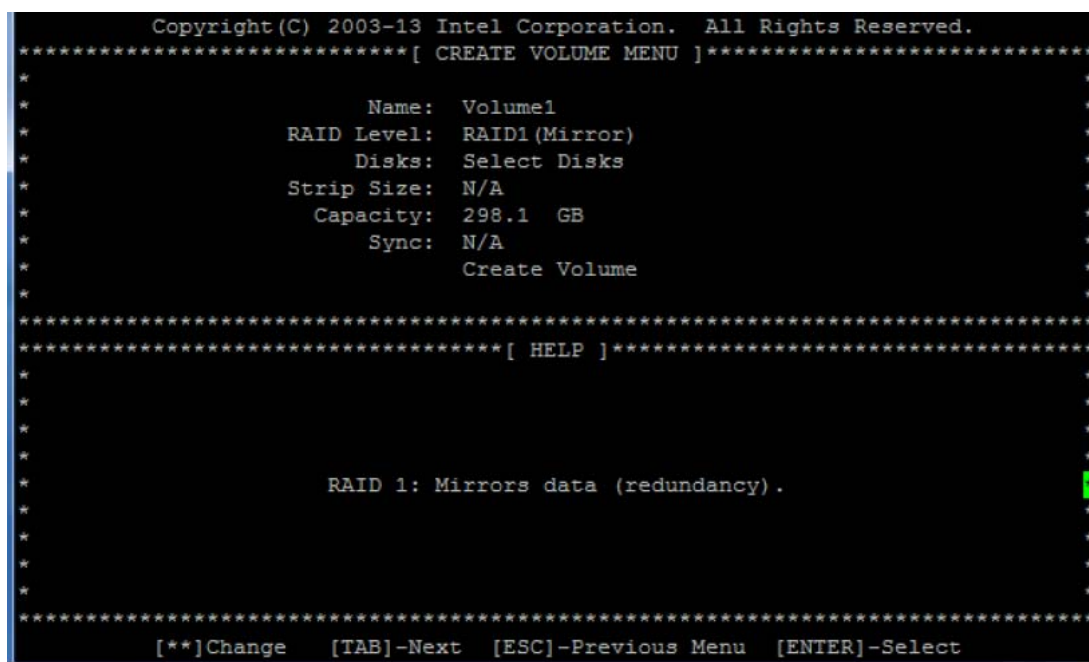 Copyright(C) 2003-13 Intel Corporation. All Rights Reserved.
*****************************[ CREATE VOLUME MENU ]*****************************
Name: Volume1
RAID Level: RAID1(Mirror)
Disks: Select Disks
Strip Size: N/A
Capacity: 298.1 GB
Sync: N/A
Create Volume
************************************[ HELP ]************************************
RAID 1: Mirrors data (redundancy).
[**]Change [TAB]-Next [ESC]-Previous Menu [ENTER]-Select